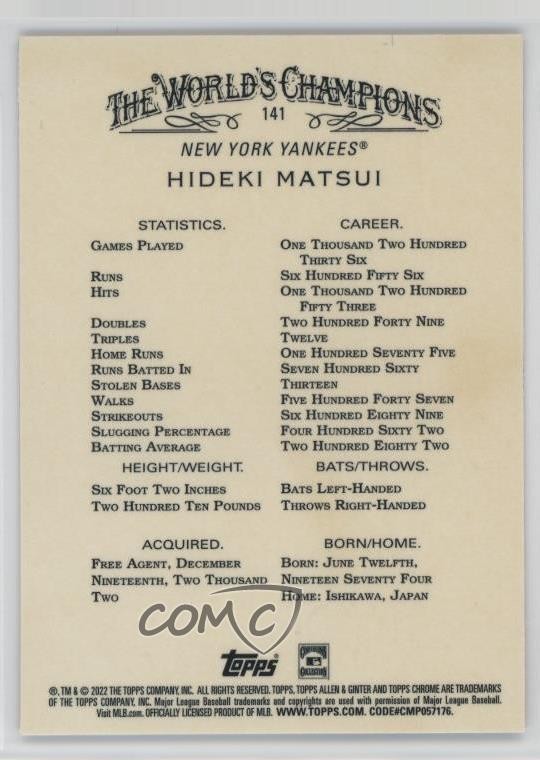 THE WORLD'S CHAMPIONS
141
NEW YORK YANKEES®
HIDEKI MATSUI
STATISTICS. CAREER.
GAMES PLAYED ONE THOUSAND TWO HUNDRED
THIRTY SIX
RUNS SIX HUNDRED FIFTY SIX
HITS ONE THOUSAND TWO HUNDRED
FIFTY THREE
DOUBLES TWO HUNDRED FORTY NINE
TRIPLES TWELVE
HOME RUNS ONE HUNDRED SEVENTY FIVE
RUNS BATTED IN SEVEN HUNDRED SIXTY
STOLEN BASES THIRTEEN
WALKS FIVE HUNDRED FORTY SEVEN
STRIKEOUTS SIX HUNDRED EIGHTY NINE
SLUGGING PERCENTAGE FOUR HUNDRED SIXTY TWO
BATTING AVERAGE TWO HUNDRED EIGHTY TWO
HEIGHT/WEIGHT. BATS/THROWS.
SIX FOOT TWO INCHES BATS LEFT-HANDED
TWO HUNDRED TEN POUNDS THROWS RIGHT-HANDED
ACQUIRED. BORN/HOME.
FREE AGENT, DECEMBER BORN: JUNE TWELFTH,
NINETEENTH, TWO THOUSAND NINETEEN SEVENTY FOUR
TWO HOME: ISHIKAWA, JAPAN
COMC
Topps
COOPERSTOWN
COLLECTION
®, TM & © 2022 THE TOPPS COMPANY, INC. ALL RIGHTS RESERVED. TOPPS, TOPPS ALLEN & GINTER AND TOPPS CHROME ARE TRADEMARKS
OF THE TOPPS COMPANY, INC. Major League Baseball trademarks and copyrights are used with permission of Major League Baseball.
Visit MLB.com. OFFICIALLY LICENSED PRODUCT OF MLB. WWW.TOPPS.COM. CODE#CMP057176.